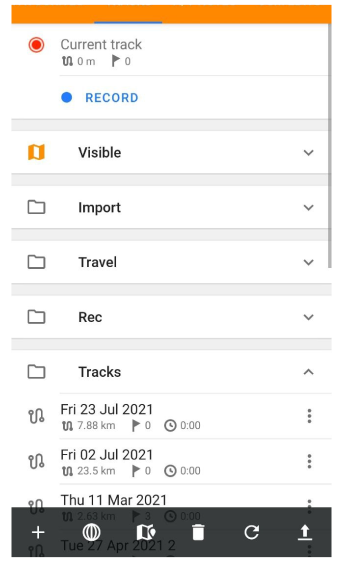 Current track
0 m 0
RECORD
Visible
Import
Travel
Rec
Tracks
Fri 23 Jul 2021
7.88 km 0 0:00
Fri 02 Jul 2021
23.5 km 0 0:00
Thu 11 Mar 2021
2.63 km 3 0:00
Tue 27 Apr 2021 2